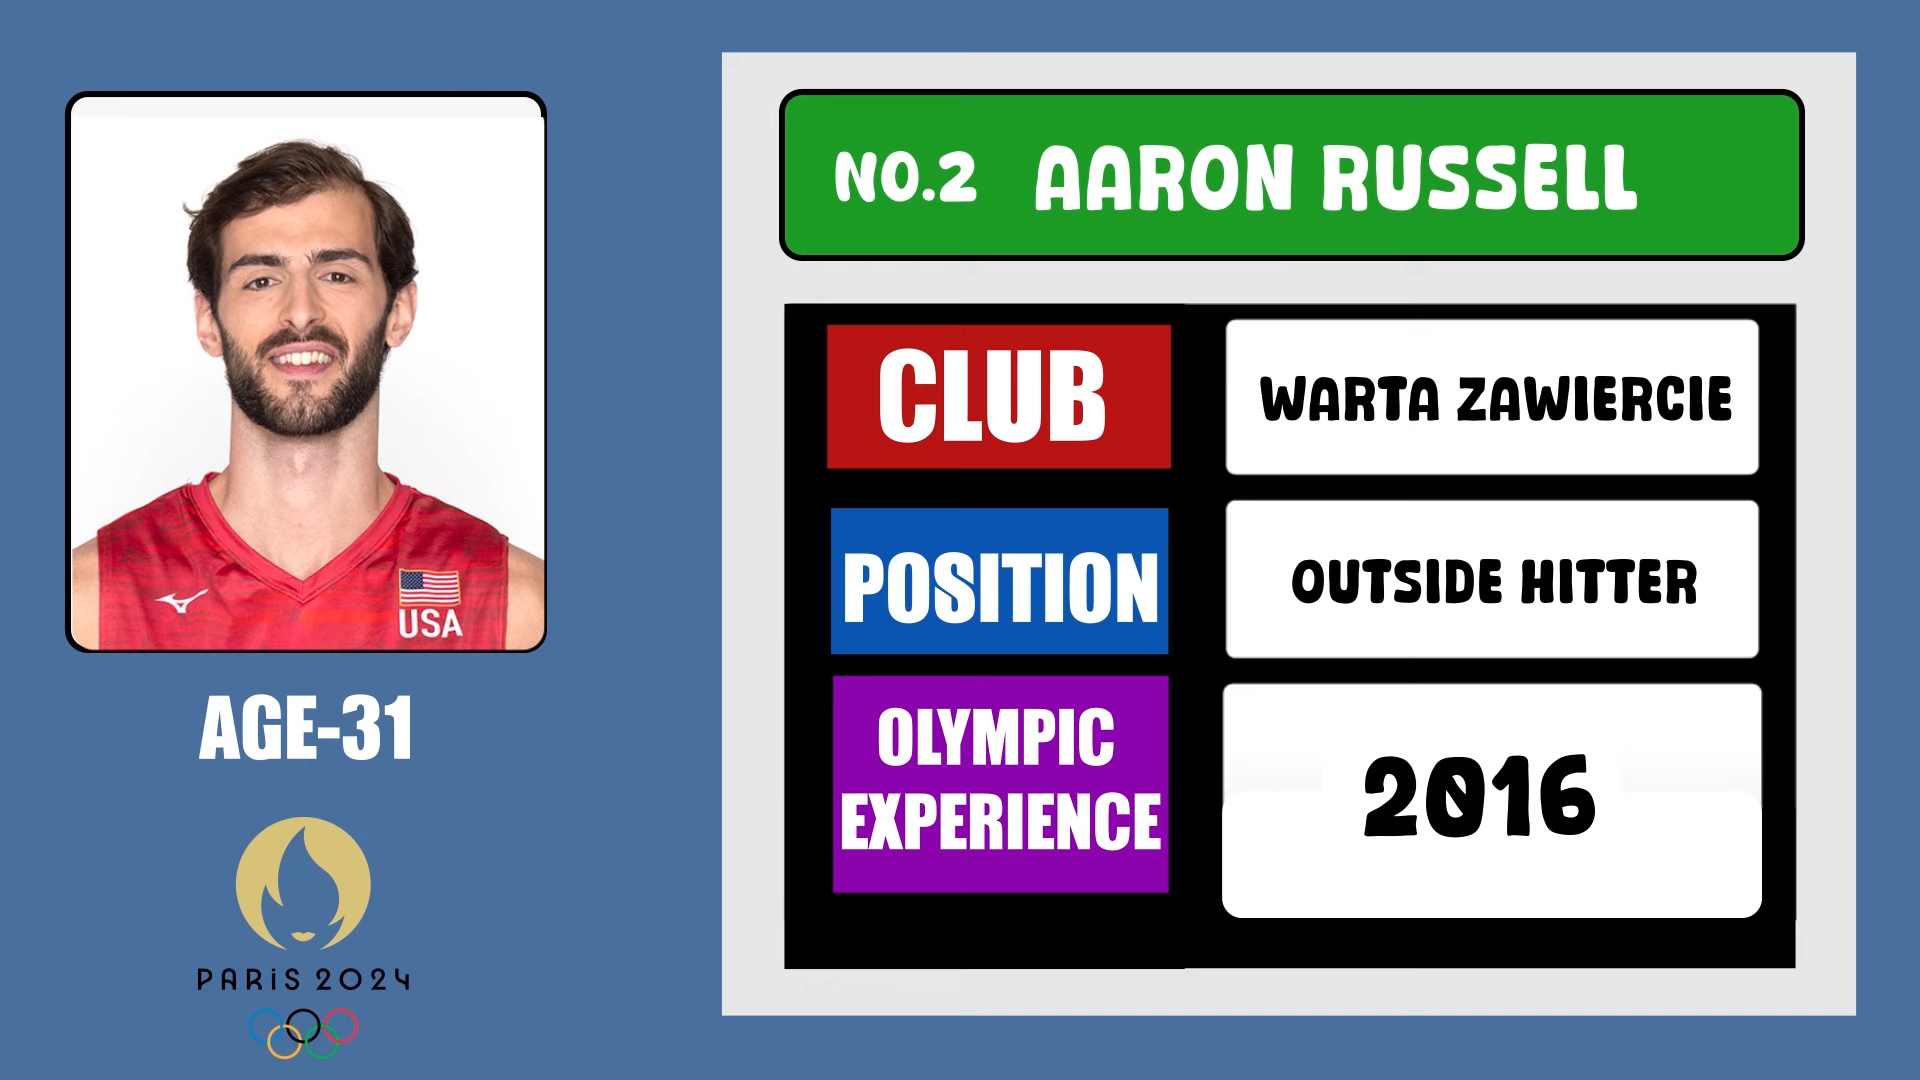 NO.2 AARON RUSSELL
CLUB
WARTA ZAWIERCIE
POSITION
OUTSIDE HITTER
OLYMPIC
EXPERIENCE
2016
USA
AGE-31
PARIS 2024